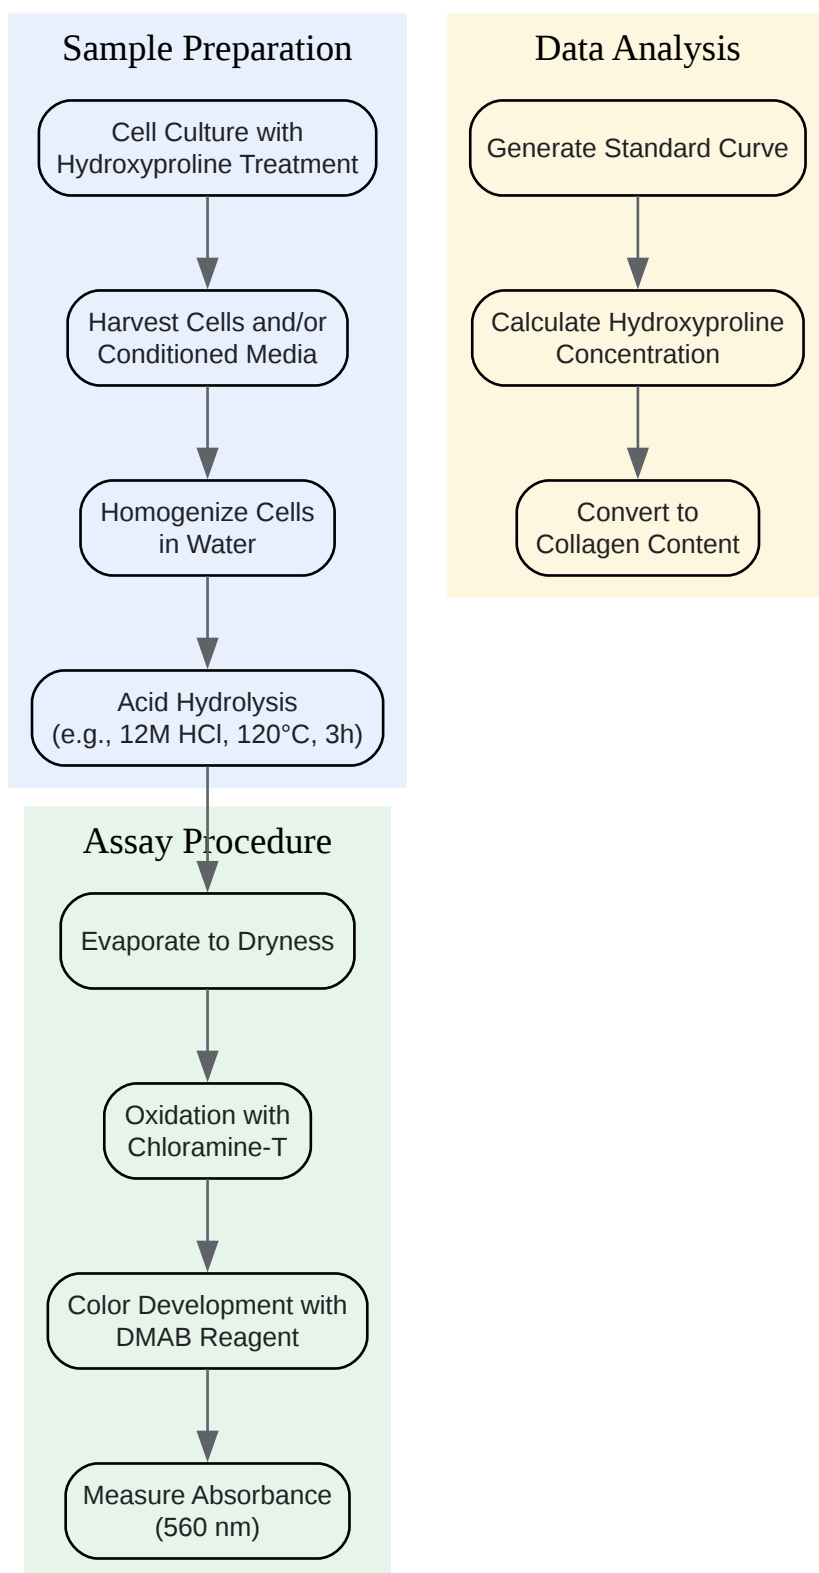 Sample Preparation
Cell Culture with
Hydroxyproline Treatment
Harvest Cells and/or
Conditioned Media
Homogenize Cells
in Water
Acid Hydrolysis
(e.g., 12M HCl, 120°C, 3h)
Assay Procedure
Evaporate to Dryness
Oxidation with
Chloramine-T
Color Development with
DMAB Reagent
Measure Absorbance
(560 nm)
Data Analysis
Generate Standard Curve
Calculate Hydroxyproline
Concentration
Convert to
Collagen Content